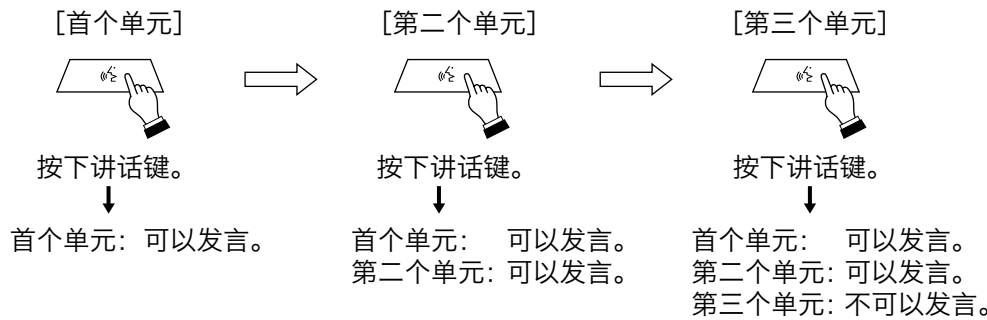 [首个单元]
[第二个单元]
[第三个单元]
按下讲话键。
按下讲话键。
按下讲话键。
首个单元：可以发言。
首个单元： 可以发言。
第二个单元：可以发言。
首个单元： 可以发言。
第二个单元：可以发言。
第三个单元：不可以发言。